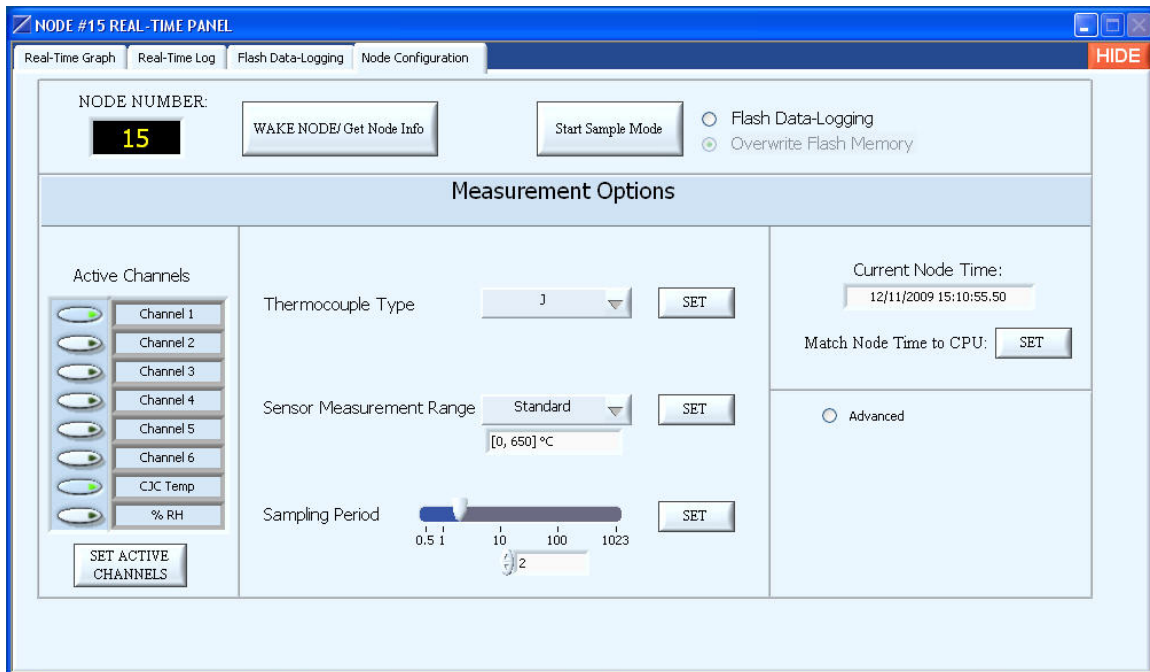 NODE #15 REAL-TIME PANEL
Real-Time Graph
Real-Time Log
Flash Data-Logging
Node Configuration
HIDE
NODE NUMBER:
15
WAKE NODE/ Get Node Info
Start Sample Mode
Flash Data-Logging
Overwrite Flash Memory
Measurement Options
Active Channels
Channel 1
Channel 2
Channel 3
Channel 4
Channel 5
Channel 6
CJC Temp
% RH
SET ACTIVE
CHANNELS
Thermocouple Type
J
SET
Sensor Measurement Range
Standard
SET
[0, 650] °C
Sampling Period
SET
0.5 1 10 100 1023
2
Current Node Time:
12/11/2009 15:10:55.50
Match Node Time to CPU:
SET
Advanced